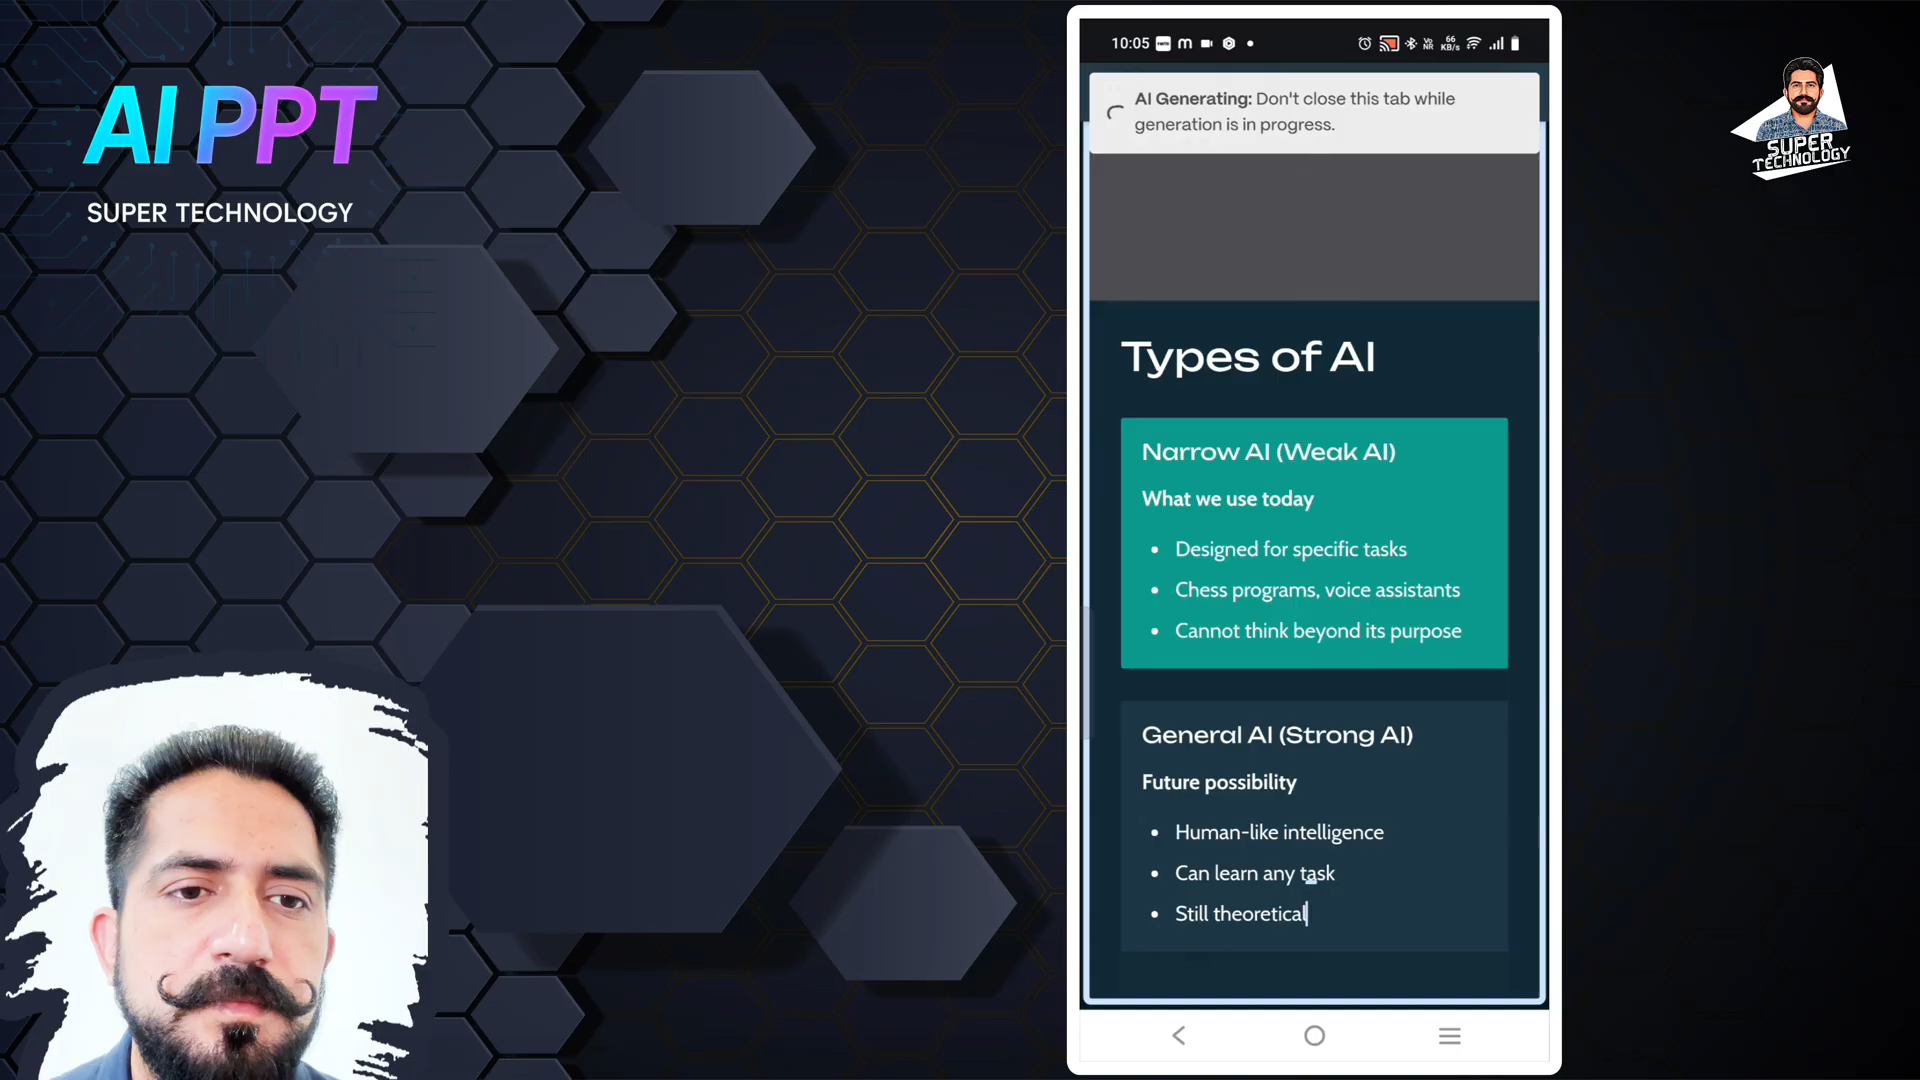 AI PPT
SUPER TECHNOLOGY
10:05
66
KB/s
AI Generating: Don't close this tab while
generation is in progress.
SUPER
TECHNOLOGY
Types of AI
Narrow AI (Weak AI)
What we use today
• Designed for specific tasks
• Chess programs, voice assistants
• Cannot think beyond its purpose
General AI (Strong AI)
Future possibility
• Human-like intelligence
• Can learn any task
• Still theoretical